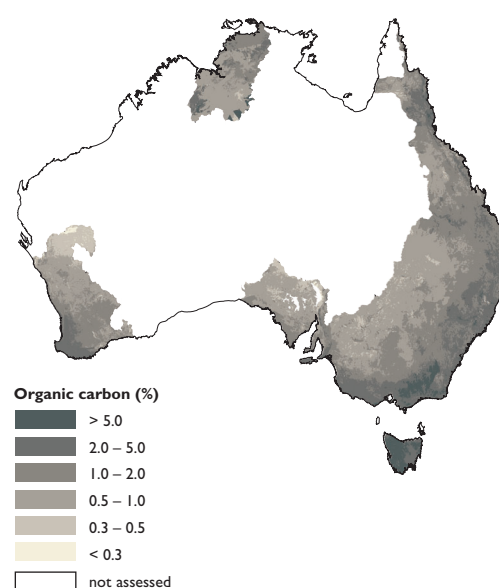 Organic carbon (%)
> 5.0
2.0 – 5.0
1.0 – 2.0
0.5 – 1.0
0.3 – 0.5
< 0.3
not assessed